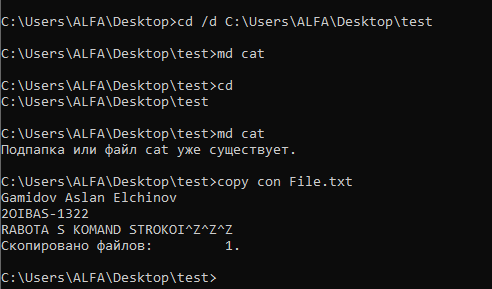 C:\Users\ALFA\Desktop>cd /d C:\Users\ALFA\Desktop\test
C:\Users\ALFA\Desktop\test>md cat
C:\Users\ALFA\Desktop\test>cd
C:\Users\ALFA\Desktop\test
C:\Users\ALFA\Desktop\test>md cat
Подпапка или файл cat уже существует.
C:\Users\ALFA\Desktop\test>copy con File.txt
Gamidov Aslan Elchinov
2OIBAS-1322
RABOTA S KOMAND STROKOI^Z^Z^Z
Скопировано файлов:         1.
C:\Users\ALFA\Desktop\test>